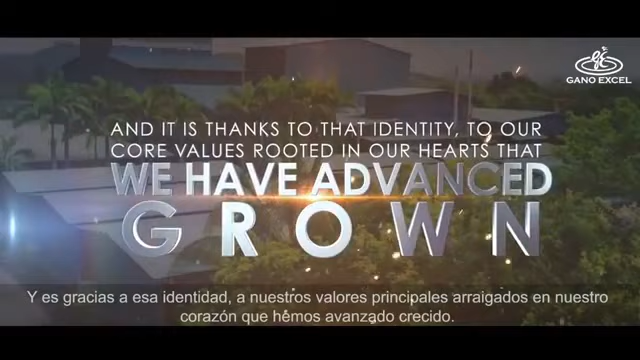 GANO EXCEL
AND IT IS THANKS TO THAT IDENTITY, TO OUR
CORE VALUES ROOTED IN OUR HEARTS THAT
WE HAVE ADVANCED
GROWN
Y es gracias a esa identidad, a nuestros valores principales arraigados en nuestro
corazón que hemos avanzado crecido.